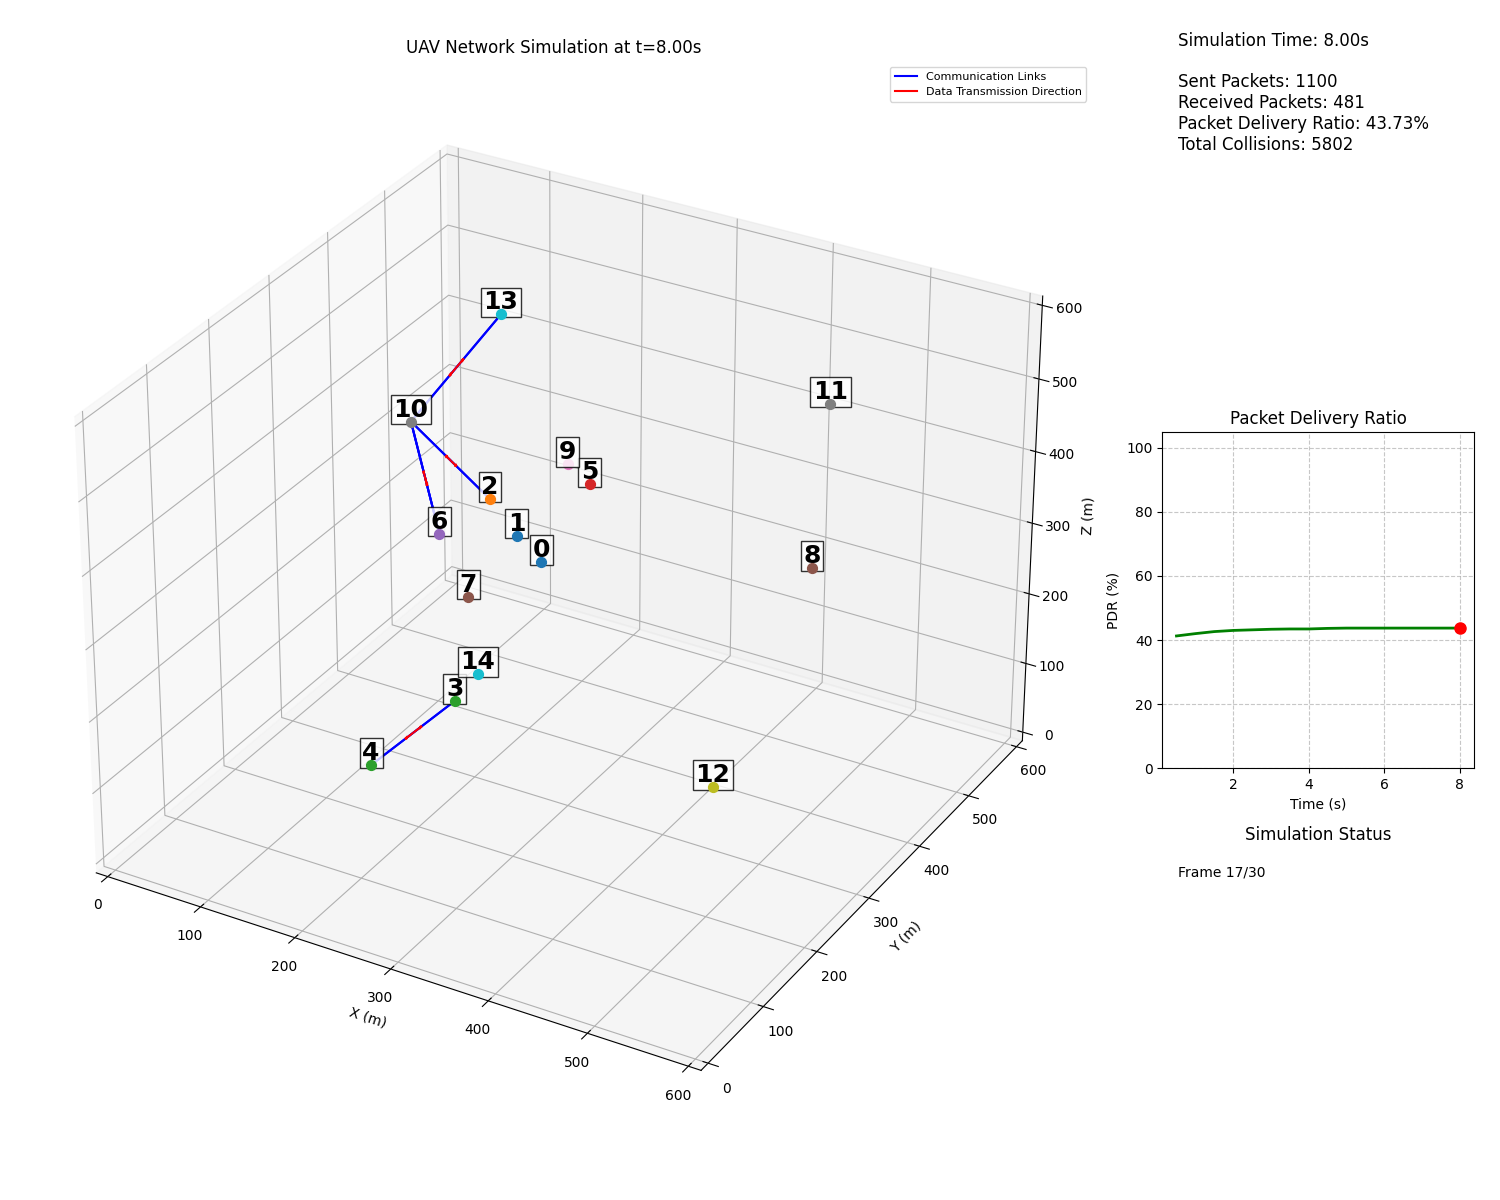 UAV Network Simulation at t=8.00s
Communication Links
Data Transmission Direction
Simulation Time: 8.00s
Sent Packets: 1100
Received Packets: 481
Packet Delivery Ratio: 43.73%
Total Collisions: 5802
13
10
11
9
5
2
6
1
0
8
7
14
3
4
12
600
500
400
300
200
100
0
Z (m)
600
500
400
300
200
100
0
Y (m)
0
100
200
300
400
500
600
X (m)
Packet Delivery Ratio
100
80
60
40
20
0
PDR (%)
2
4
6
8
Time (s)
Simulation Status
Frame 17/30